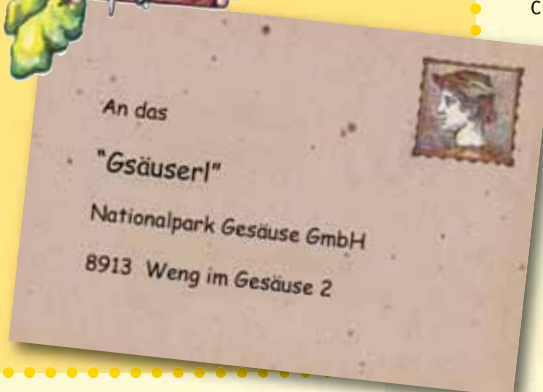 An das
"Gsäuserl"
Nationalpark Gesäuse GmbH
8913 Weng im Gesäuse 2